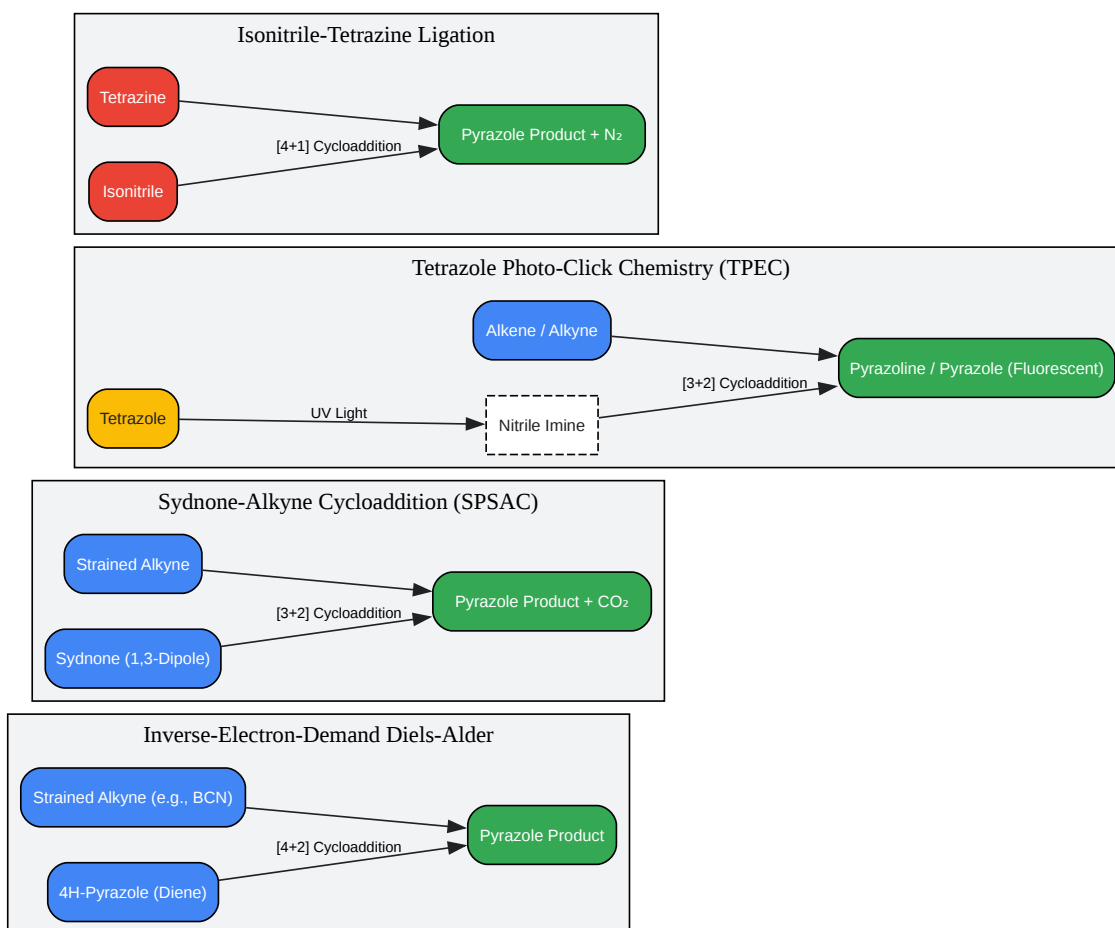 Isonitrile-Tetrazine Ligation
Tetrazine
Pyrazole Product + N₂
[4+1] Cycloaddition
Isonitrile
Tetrazole Photo-Click Chemistry (TPEC)
Alkene / Alkyne
Pyrazoline / Pyrazole (Fluorescent)
[3+2] Cycloaddition
Tetrazole
UV Light
Nitrile Imine
Sydnone-Alkyne Cycloaddition (SPSAC)
Strained Alkyne
Pyrazole Product + CO₂
[3+2] Cycloaddition
Sydnone (1,3-Dipole)
Inverse-Electron-Demand Diels-Alder
Strained Alkyne (e.g., BCN)
Pyrazole Product
[4+2] Cycloaddition
4H-Pyrazole (Diene)